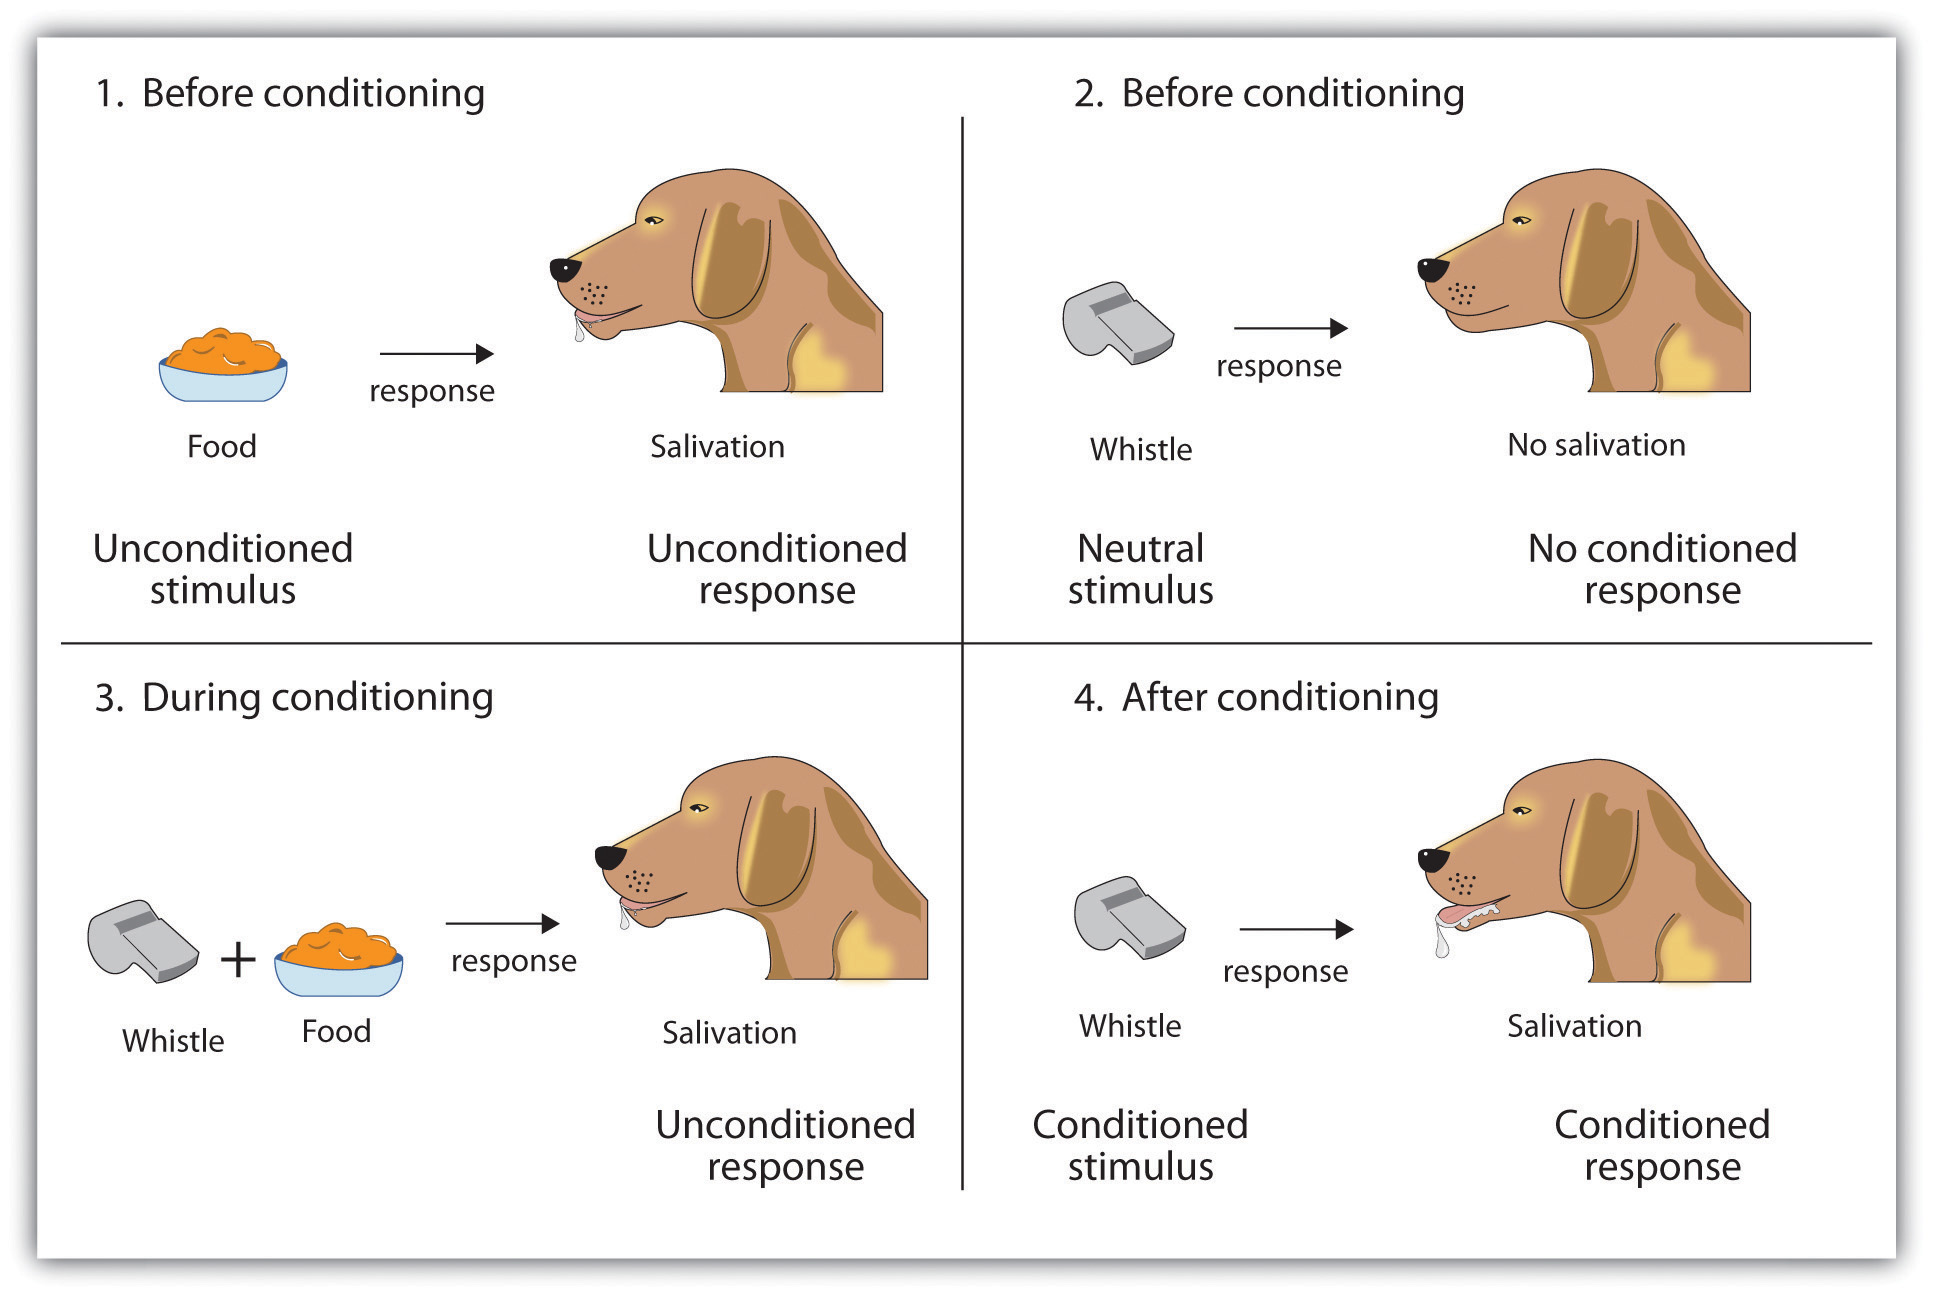 1. Before conditioning
response
Food
Salivation
Unconditioned
stimulus
Unconditioned
response
2. Before conditioning
response
Whistle
No salivation
Neutral
stimulus
No conditioned
response
3. During conditioning
+
response
Whistle
Food
Salivation
Unconditioned
response
4. After conditioning
response
Whistle
Salivation
Conditioned
stimulus
Conditioned
response